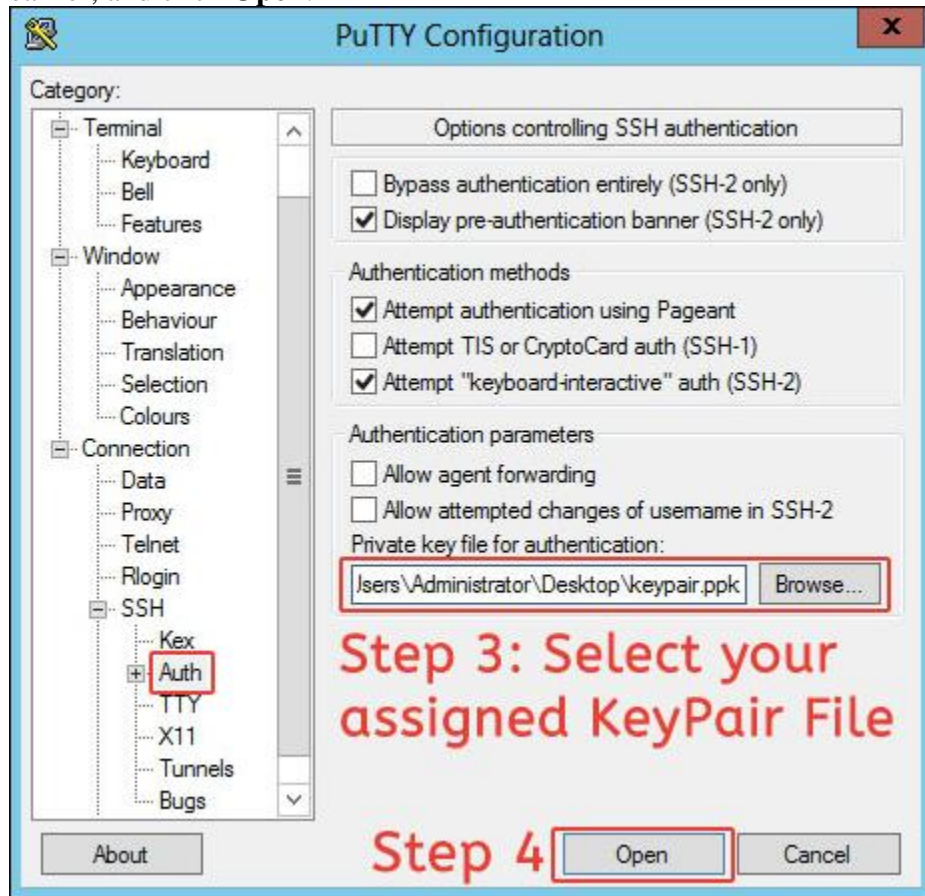 PuTTY Configuration
X
Category:
Terminal
Keyboard
Bell
Features
Window
Appearance
Behaviour
Translation
Selection
Colours
Connection
Data
Proxy
Telnet
Rlogin
SSH
Kex
Auth
TTY
X11
Tunnels
Bugs
Options controlling SSH authentication
Bypass authentication entirely (SSH-2 only)
Display pre-authentication banner (SSH-2 only)
Authentication methods
Attempt authentication using Pageant
Attempt TIS or CryptoCard auth (SSH-1)
Attempt "keyboard-interactive" auth (SSH-2)
Authentication parameters
Allow agent forwarding
Allow attempted changes of username in SSH-2
Private key file for authentication:
Jsers\Administrator\Desktop\keypair.ppk Browse...
Step 3: Select your
assigned KeyPair File
About Step 4 Open Cancel